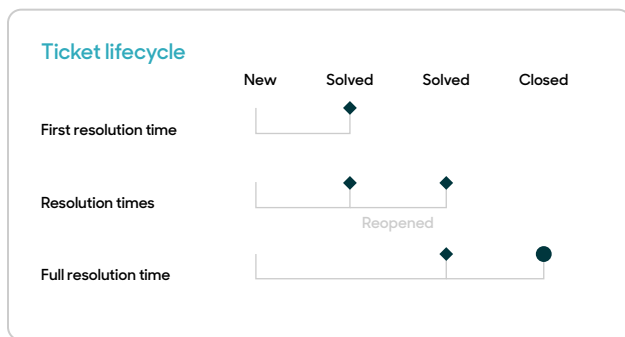 Ticket lifecycle
New Solved Solved Closed
First resolution time
Resolution times
Reopened
Full resolution time